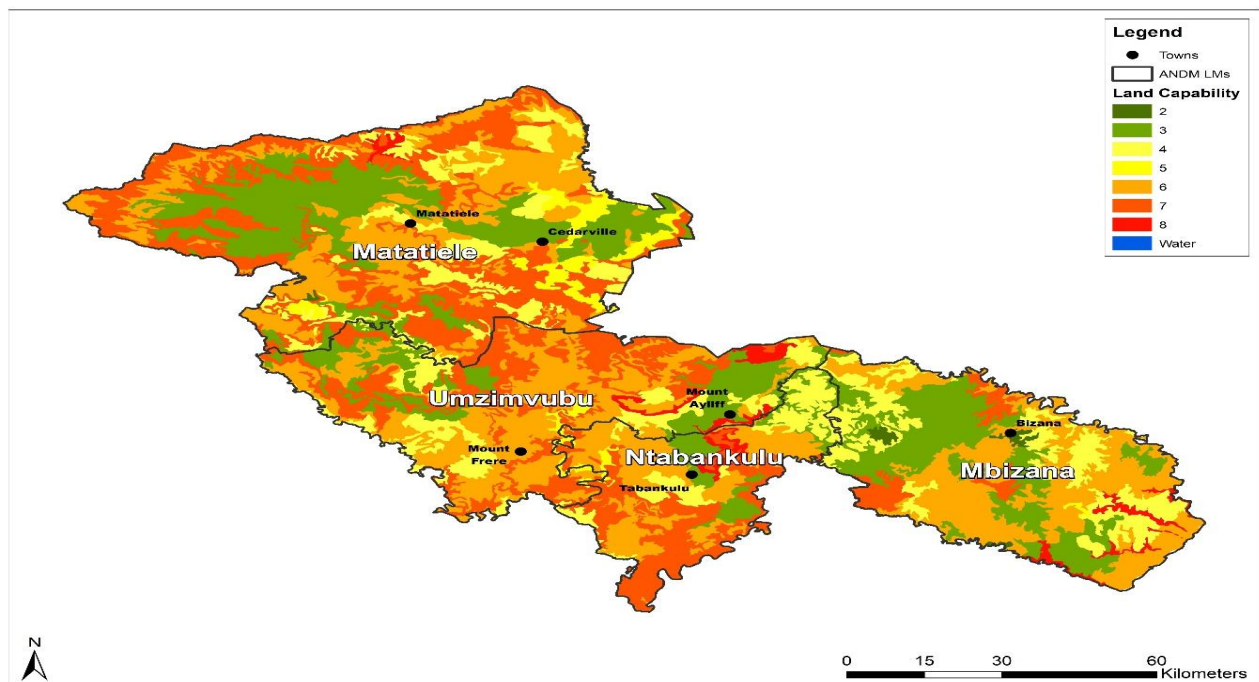 Legend
Towns
ANDM LMs
Land Capability
2
3
4
5
6
7
8
Water
Matatiele
Cedarville
Matatiele
Mount
Ayliff
Umzimvubu
Bizana
Mount
Frere
Ntabankulu
Mbizana
Tabankulu
N
0 15 30 60
Kilometers